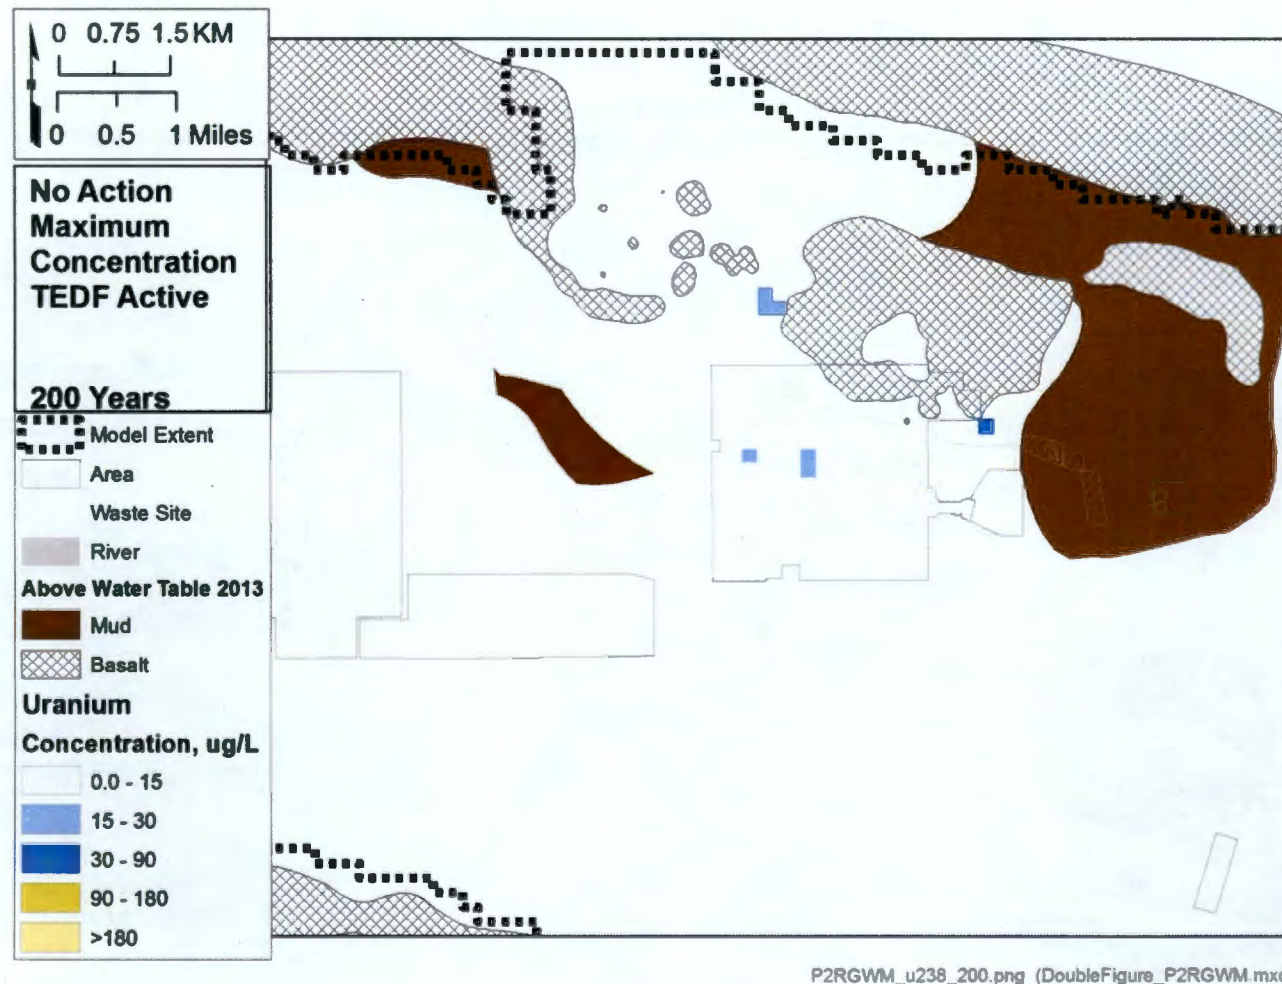 0 0.75 1.5 KM
0 0.5 1 Miles
No Action
Maximum
Concentration
TEDF Active
200 Years
Model Extent
Area
Waste Site
River
Above Water Table 2013
Mud
Basalt
Uranium
Concentration, ug/L
0.0 - 15
15 - 30
30 - 90
90 - 180
>180
P2RGWM_u238_200.png (DoubleFigure_P2RGWM.mxd